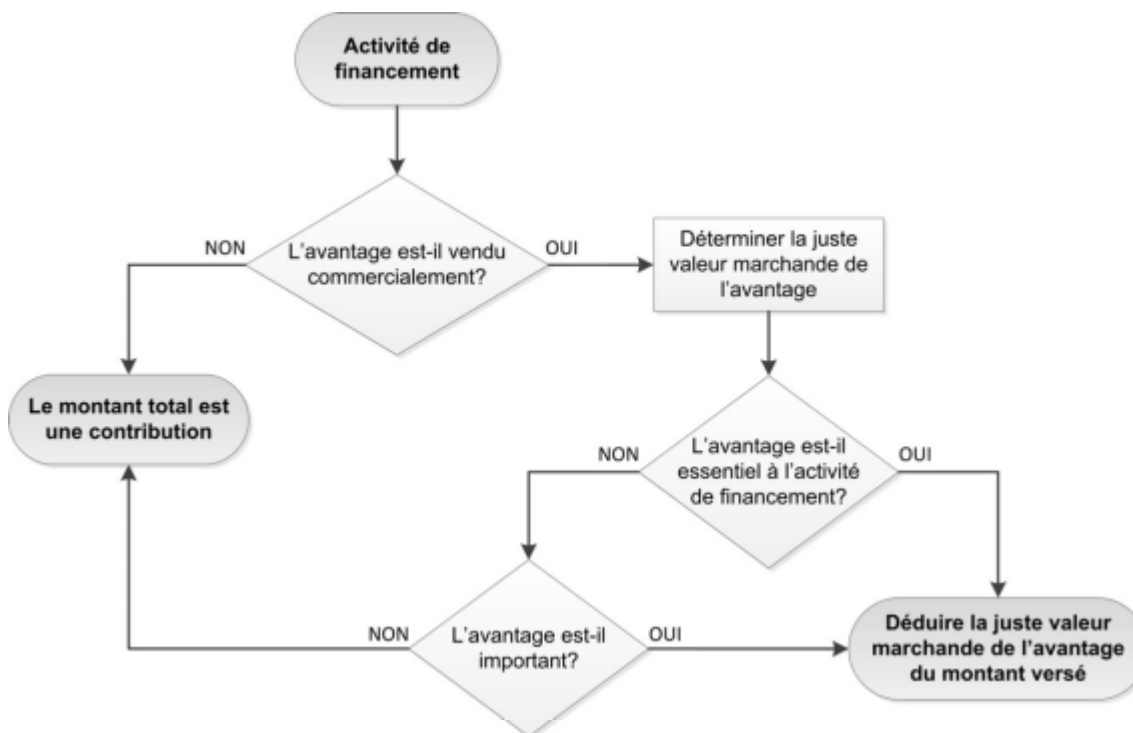 Activité de
financement
NON
L'avantage est-il vendu
commercialement?
OUI
Déterminer la juste
valeur marchande de
l'avantage
Le montant total est
une contribution
NON
L'avantage est-il
essentiel à l'activité
de financement?
OUI
NON
L'avantage est-il
important?
OUI
Déduire la juste valeur
marchande de l'avantage
du montant versé